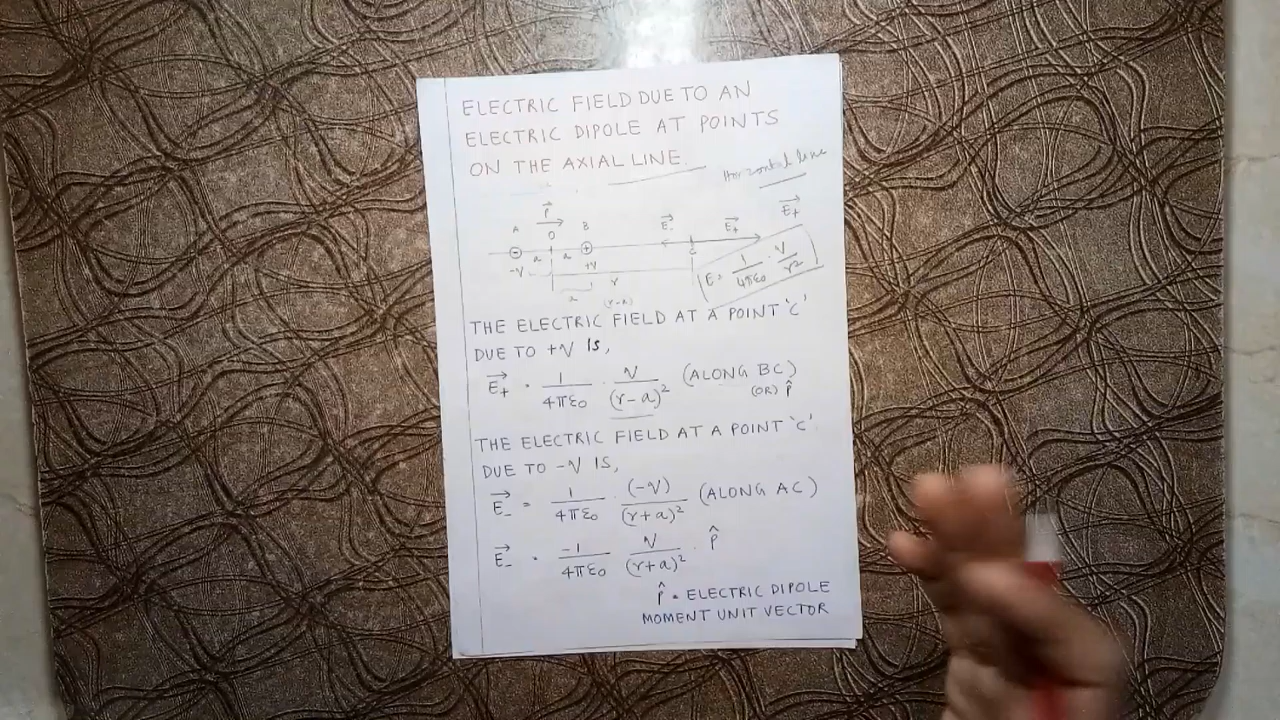 ELECTRIC FIELD DUE TO AN
ELECTRIC DIPOLE AT POINTS
ON THE AXIAL LINE.
Horizontal line
P⃗
A O B E⃗- E⃗+ E⃗+
a a C
-q +q r
E = 1/4πε₀ · q/r²
a (r-a)
THE ELECTRIC FIELD AT A POINT 'C'
DUE TO +q IS,
E⃗+ = 1/4πε₀ · q/(r-a)² (ALONG BC)
(OR) p̂
THE ELECTRIC FIELD AT A POINT 'C'
DUE TO -q IS,
E⃗- = 1/4πε₀ · (-q)/(r+a)² (ALONG AC)
E⃗- = -1/4πε₀ q/(r+a)² · p̂
p̂ = ELECTRIC DIPOLE
MOMENT UNIT VECTOR